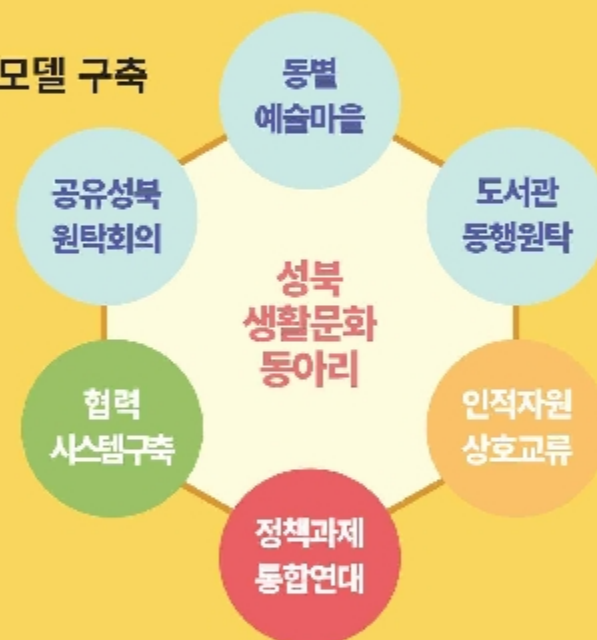 모델 구축
동별
예술마을
공유성북
원탁회의
도서관
동행원탁
성북
생활문화
동아리
협력
시스템구축
인적자원
상호교류
정책과제
통합연대